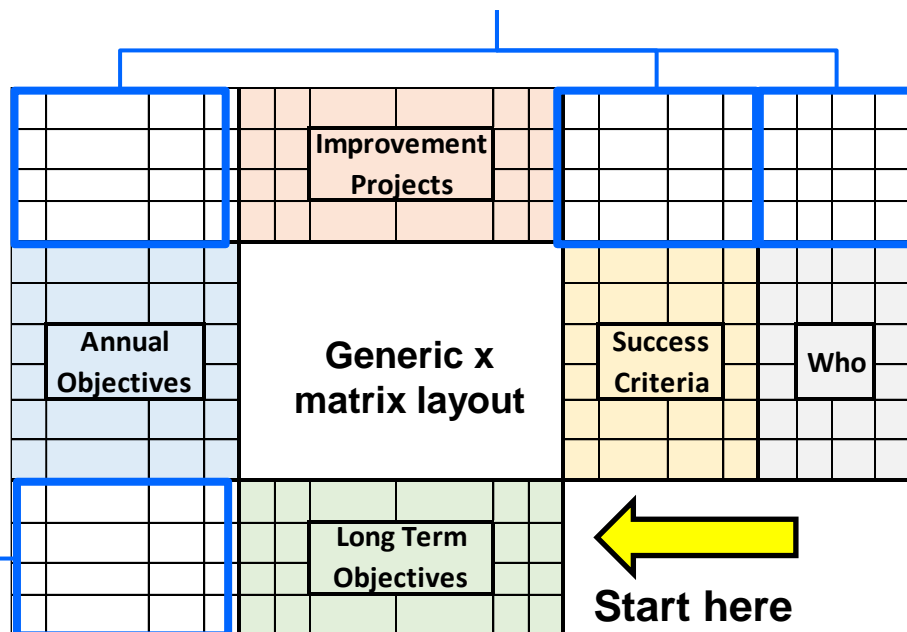 Improvement
Projects
Annual
Objectives
Generic x
matrix layout
Success
Criteria
Who
Long Term
Objectives
Start here